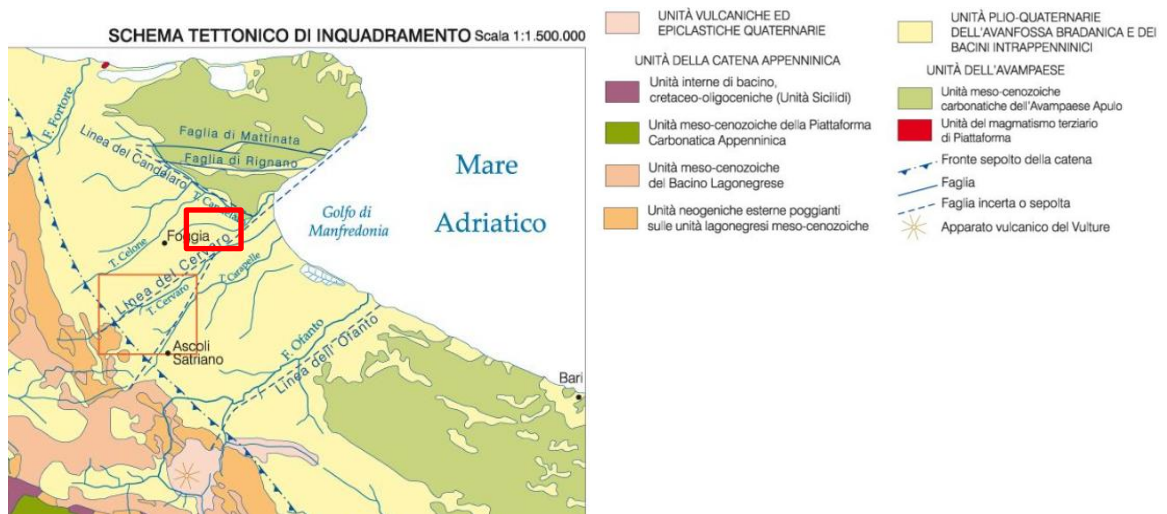 SCHEMA TETTONICO DI INQUADRAMENTO Scala 1:1.500.000
F. Fortore
Linea del Candelaro
Faglia di Mattinata
Faglia di Rignano
Mare
Adriatico
Golfo di
Manfredonia
Foggia
T. Celone
Linea del Cervaro
T. Cervaro
T. Carapelle
Ascoli
Satriano
F. Ofanto
Linea dell'Ofanto
Bari
UNITÀ VULCANICHE ED
EPICLASTICHE QUATERNARIE
UNITÀ DELLA CATENA APPENNINICA
Unità interne di bacino,
cretaceo-oligoceniche (Unità Sicilidi)
Unità meso-cenozoiche della Piattaforma
Carbonatica Appenninica
Unità meso-cenozoiche
del Bacino Lagonegrese
Unità neogeniche esterne poggianti
sulle unità lagonegresi meso-cenozoiche
UNITÀ PLIO-QUATERNARIE
DELL'AVANFOSSA BRADANICA E DEI
BACINI INTRAPPENNINICI
UNITÀ DELL'AVAMPAESE
Unità meso-cenozoiche
carbonatiche dell'Avampaese Apulo
Unità del magmatismo terziario
di Piattaforma
Fronte sepolto della catena
Faglia
Faglia incerta o sepolta
Apparato vulcanico del Vulture